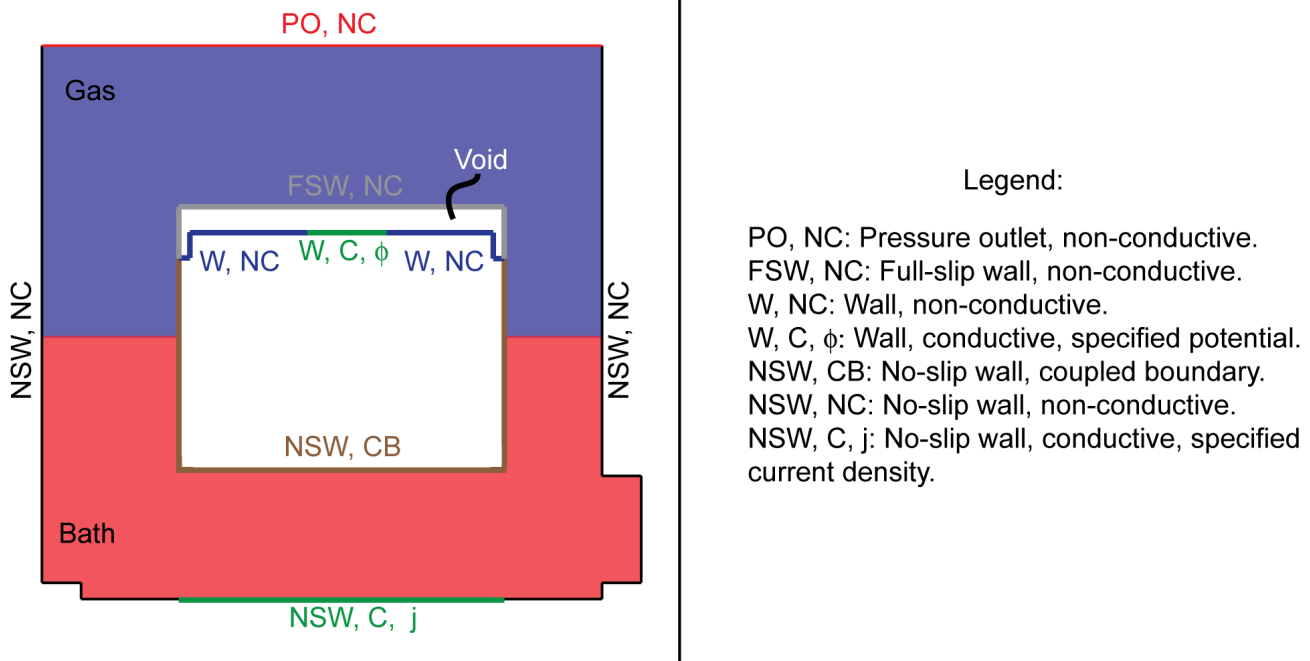 PO, NC
Gas
Void
FSW, NC
W, C, ϕ
W, NC
W, NC
NSW, NC
NSW, NC
NSW, CB
Bath
NSW, C, j
Legend:
PO, NC: Pressure outlet, non-conductive.
FSW, NC: Full-slip wall, non-conductive.
W, NC: Wall, non-conductive.
W, C, ϕ: Wall, conductive, specified potential.
NSW, CB: No-slip wall, coupled boundary.
NSW, NC: No-slip wall, non-conductive.
NSW, C, j: No-slip wall, conductive, specified
current density.